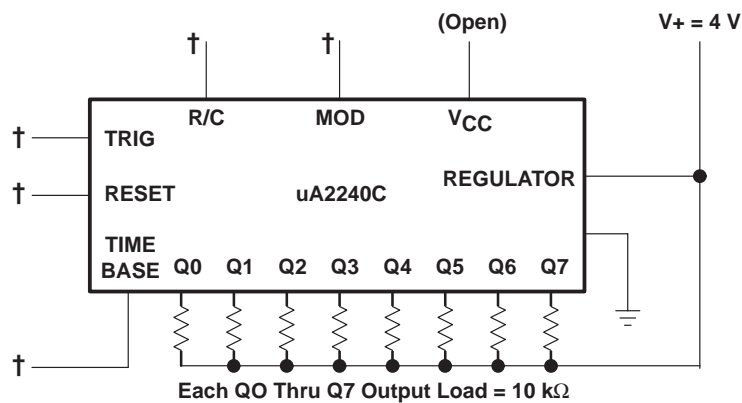 (Open)
V+ = 4 V
†
†
R/C
MOD
VCC
†
TRIG
REGULATOR
†
RESET
uA2240C
TIME
BASE
Q0 Q1 Q2 Q3 Q4 Q5 Q6 Q7
†
Each QO Thru Q7 Output Load = 10 kΩ